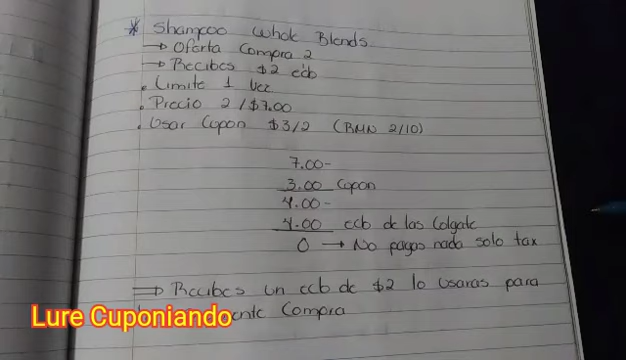 * Shampoo Whole Blends
→ Oferta Compra 2
→ Recibes $2 ecb
. Limite 1 vez
. Precio 2/$7.00
. Usar Cupon $3/2 (BMN 2/10)
7.00-
3.00 Cupon
4.00-
4.00 ecb de las Colgate
0 → No pagas nada solo tax
⇒ Recibes un ecb de $2 lo usaras para
Compra
Lure Cuponiando